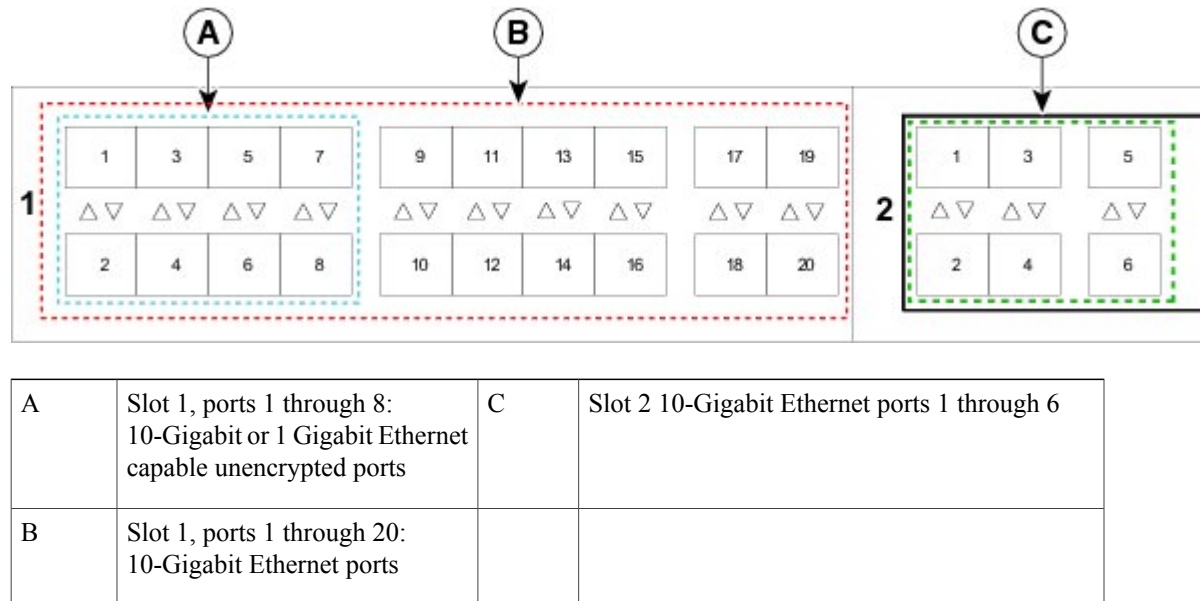 A B C
1 3 5 7 9 11 13 15 17 19 1 3 5
1 2
2 4 6 8 10 12 14 16 18 20 2 4 6
A
Slot 1, ports 1 through 8:
10-Gigabit or 1 Gigabit Ethernet
capable unencrypted ports
C
Slot 2 10-Gigabit Ethernet ports 1 through 6
B
Slot 1, ports 1 through 20:
10-Gigabit Ethernet ports